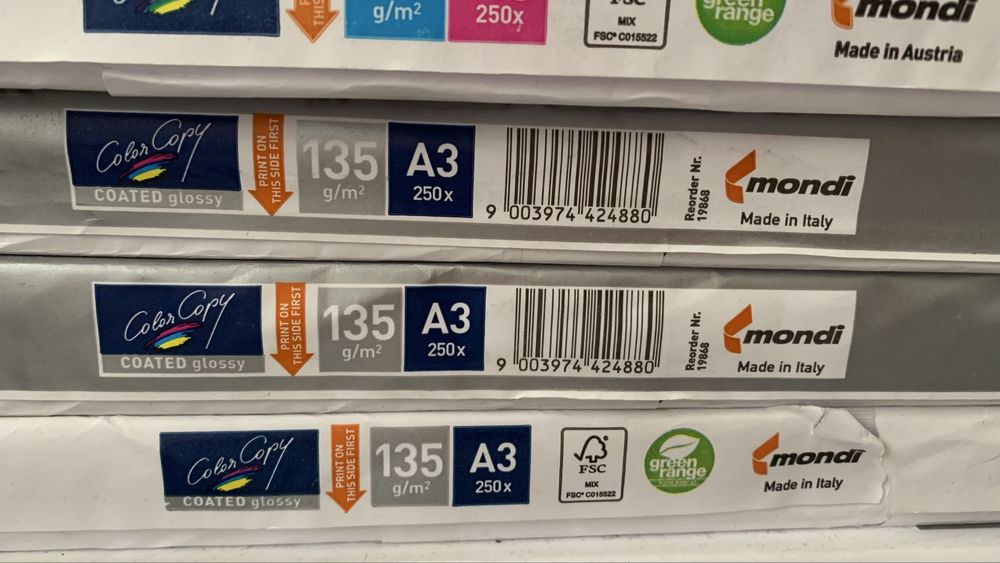 THIS
g/m²
250x
FSC
MIX
FSC® C015522
green
range
mondi
Made in Austria
Color Copy
COATED glossy
PRINT ON
THIS SIDE FIRST
135
g/m²
A3
250x
9 003974 424880
Reorder Nr.
19868
mondi
Made in Italy
Color Copy
COATED glossy
PRINT ON
THIS SIDE FIRST
135
g/m²
A3
250x
9 003974 424880
Reorder Nr.
19868
mondi
Made in Italy
Color Copy
COATED glossy
PRINT ON
THIS SIDE FIRST
135
g/m²
A3
250x
FSC
MIX
FSC® C015522
green
range
mondi
Made in Italy